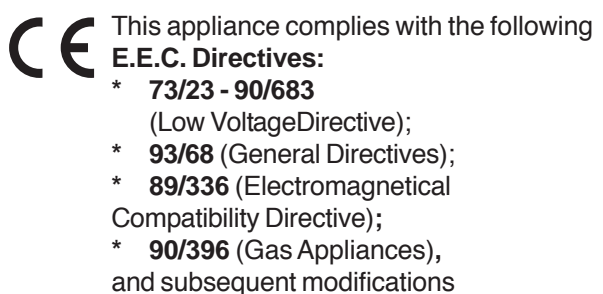 CE This appliance complies with the following
E.E.C. Directives:
* 73/23 - 90/683
(Low VoltageDirective);
* 93/68 (General Directives);
* 89/336 (Electromagnetical
Compatibility Directive);
* 90/396 (Gas Appliances),
and subsequent modifications